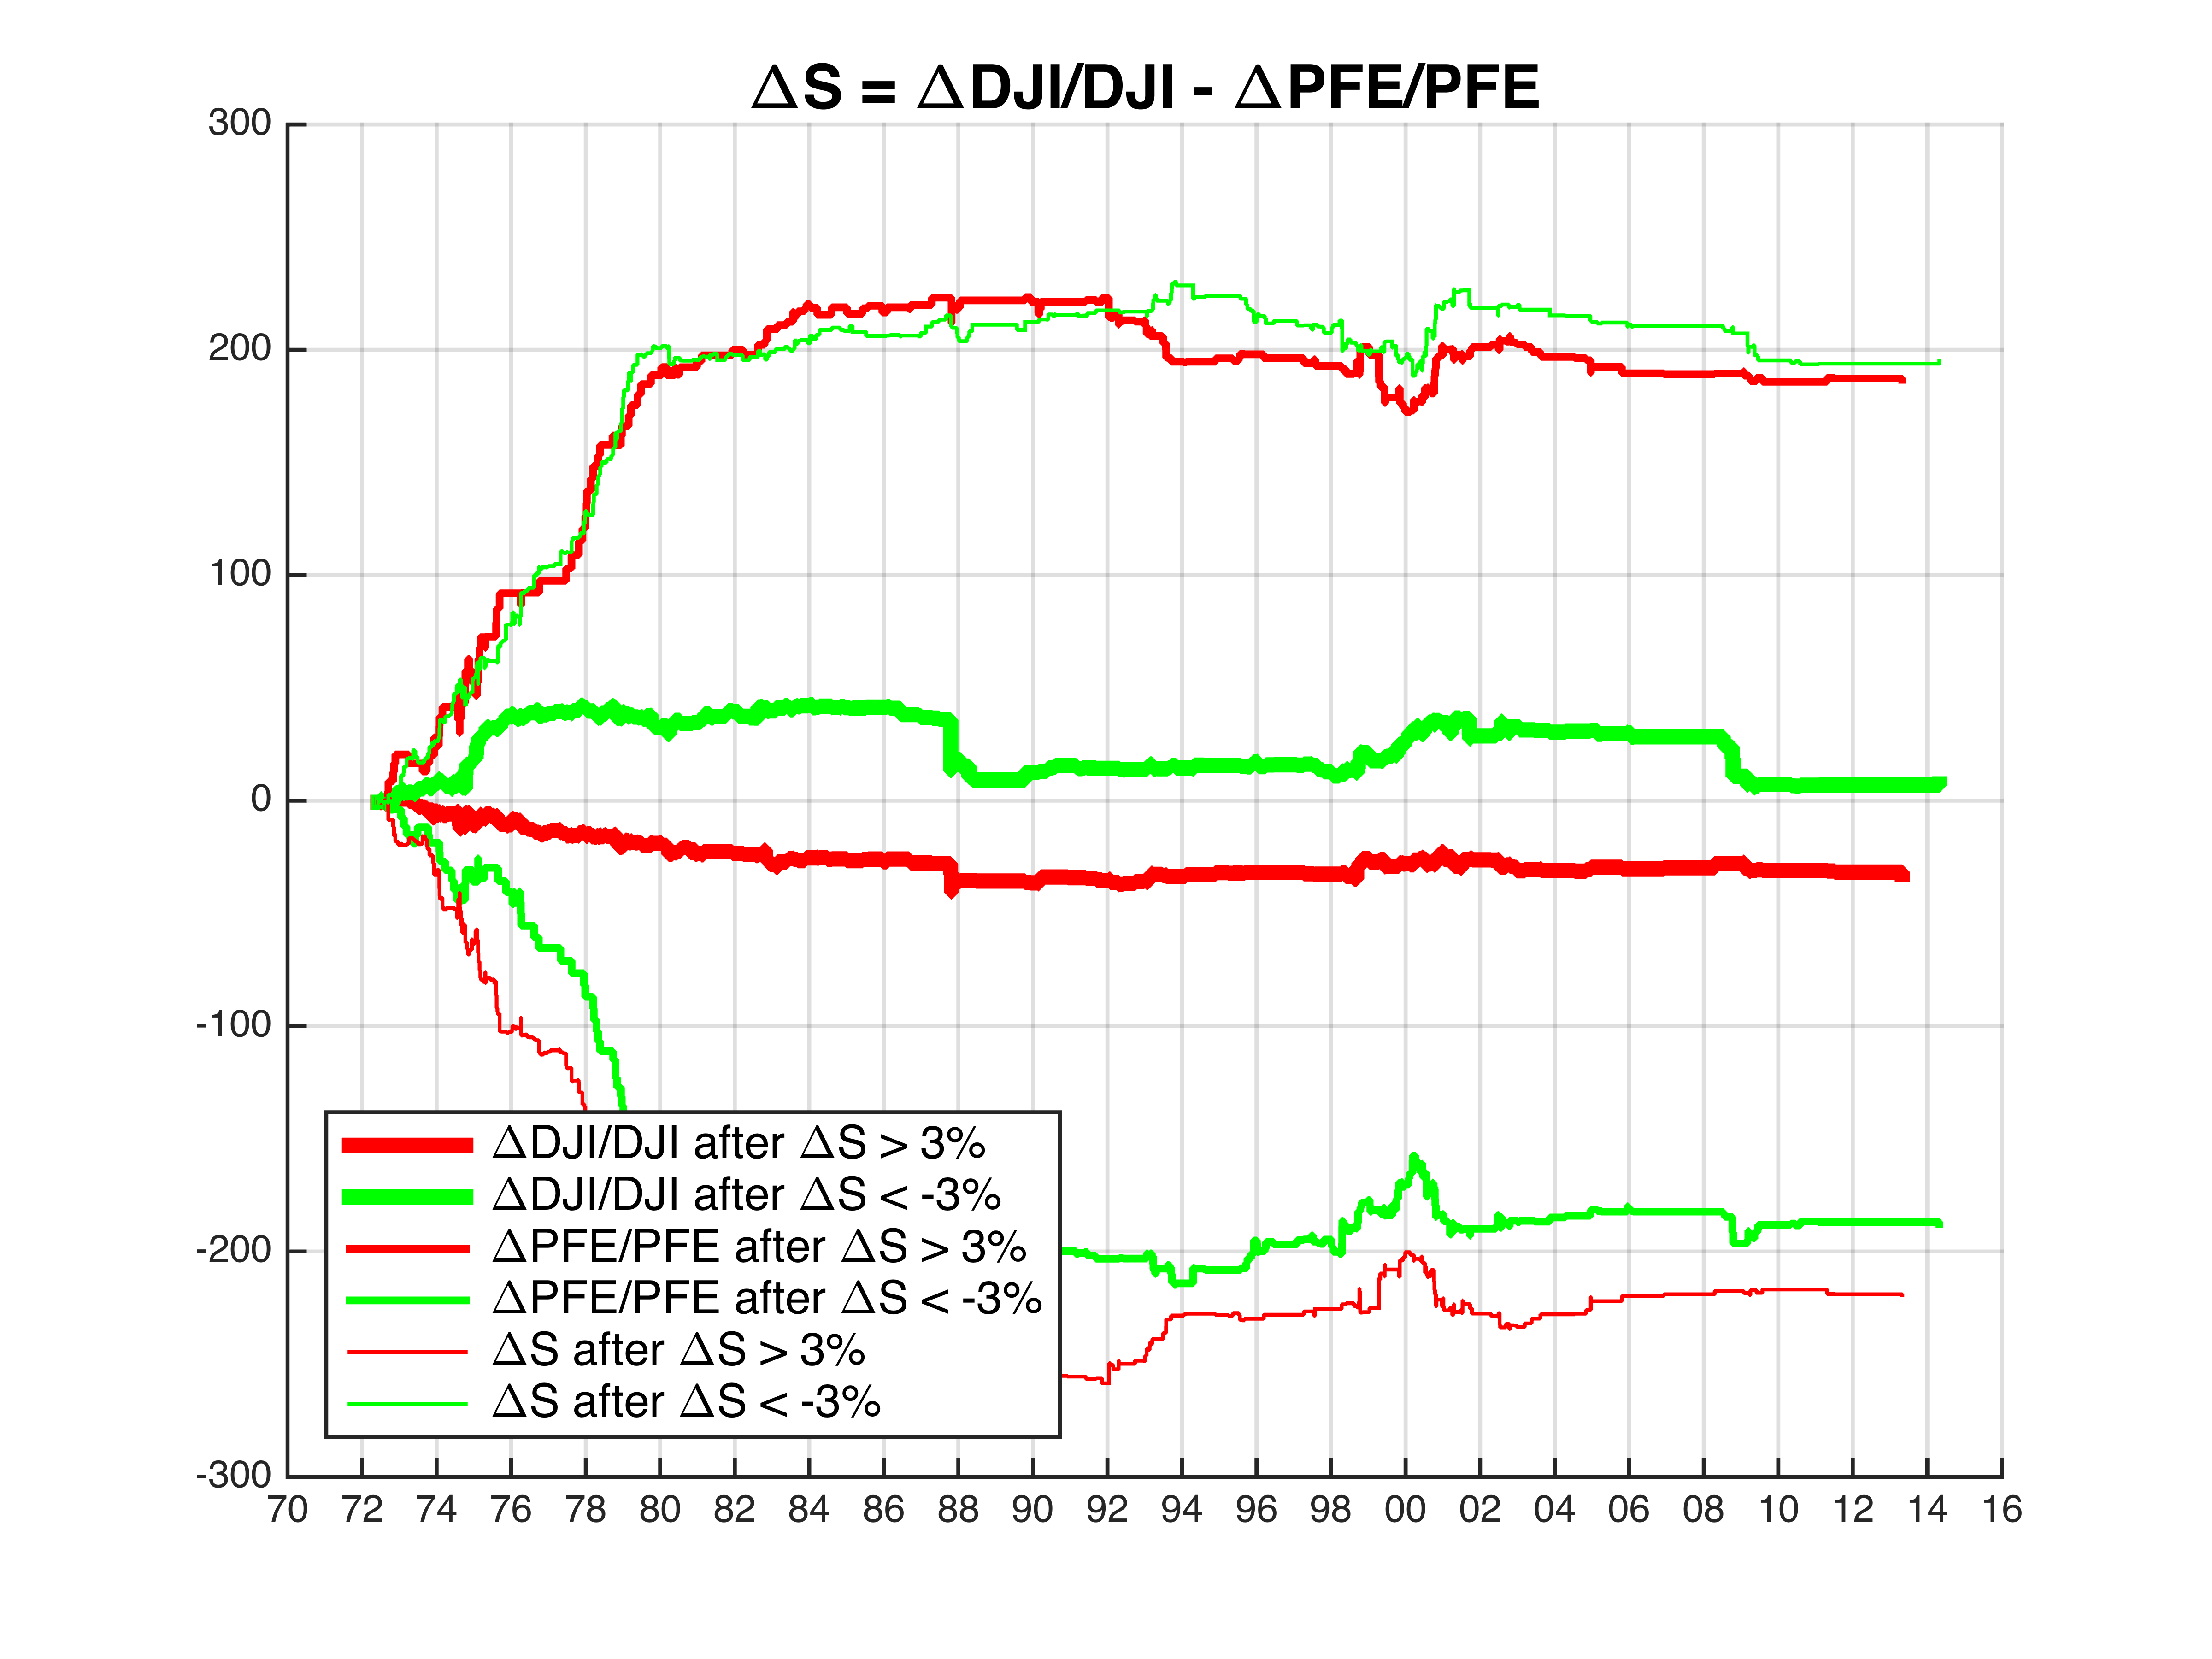 ΔS = ΔDJI/DJI - ΔPFE/PFE
300
200
100
0
-100
-200
-300
ΔDJI/DJI after ΔS > 3%
ΔDJI/DJI after ΔS < -3%
ΔPFE/PFE after ΔS > 3%
ΔPFE/PFE after ΔS < -3%
ΔS after ΔS > 3%
ΔS after ΔS < -3%
70 72 74 76 78 80 82 84 86 88 90 92 94 96 98 00 02 04 06 08 10 12 14 16